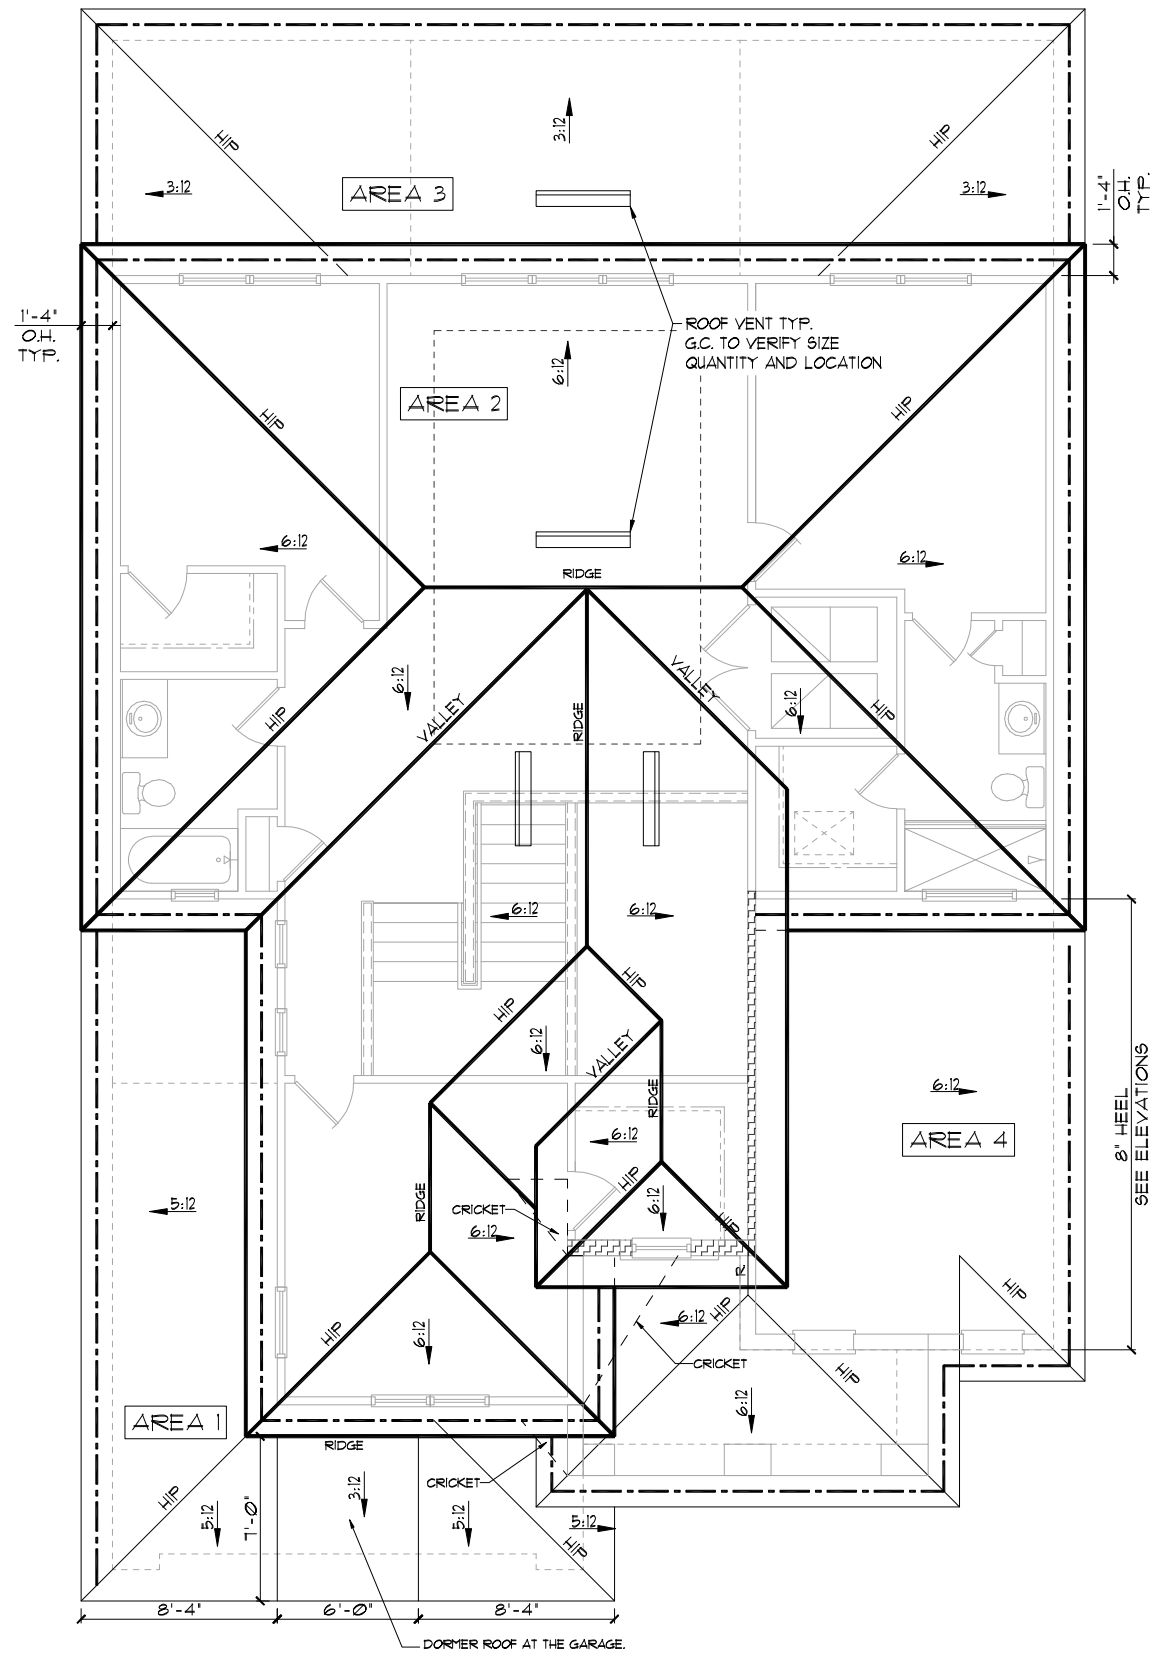 HIP
HIP
3:12
3:12
AREA 3
3:12
1'-4"
O.H.
TYP.
1'-4"
O.H.
TYP.
ROOF VENT TYP.
G.C. TO VERIFY SIZE
QUANTITY AND LOCATION
6:12
AREA 2
HIP
HIP
6:12
6:12
RIDGE
6:12
VALLEY
HIP
VALLEY
RIDGE
6:12
HIP
6:12
6:12
HIP
HIP
6:12
VALLEY
RIDGE
6:12
6:12
AREA 4
8" HEEL
SEE ELEVATIONS
5:12
RIDGE
CRICKET
6:12
HIP
6:12
HIP
R
HIP
6:12
HIP
HIP
6:12
CRICKET
HIP
6:12
AREA 1
RIDGE
CRICKET
HIP
5:12
7'-0"
3:12
5:12
5:12
HIP
8'-4"
6'-0"
8'-4"
DORMER ROOF AT THE GARAGE.